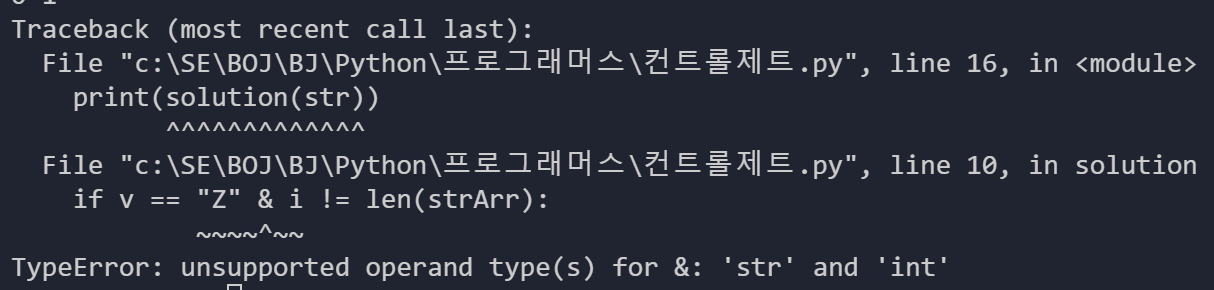 Traceback (most recent call last):
  File "c:\SE\BOJ\BJ\Python\프로그래머스\컨트롤제트.py", line 16, in <module>
    print(solution(str))
          ^^^^^^^^^^^^^
  File "c:\SE\BOJ\BJ\Python\프로그래머스\컨트롤제트.py", line 10, in solution
    if v == "Z" & i != len(strArr):
            ~~~~^~~
TypeError: unsupported operand type(s) for &: 'str' and 'int'